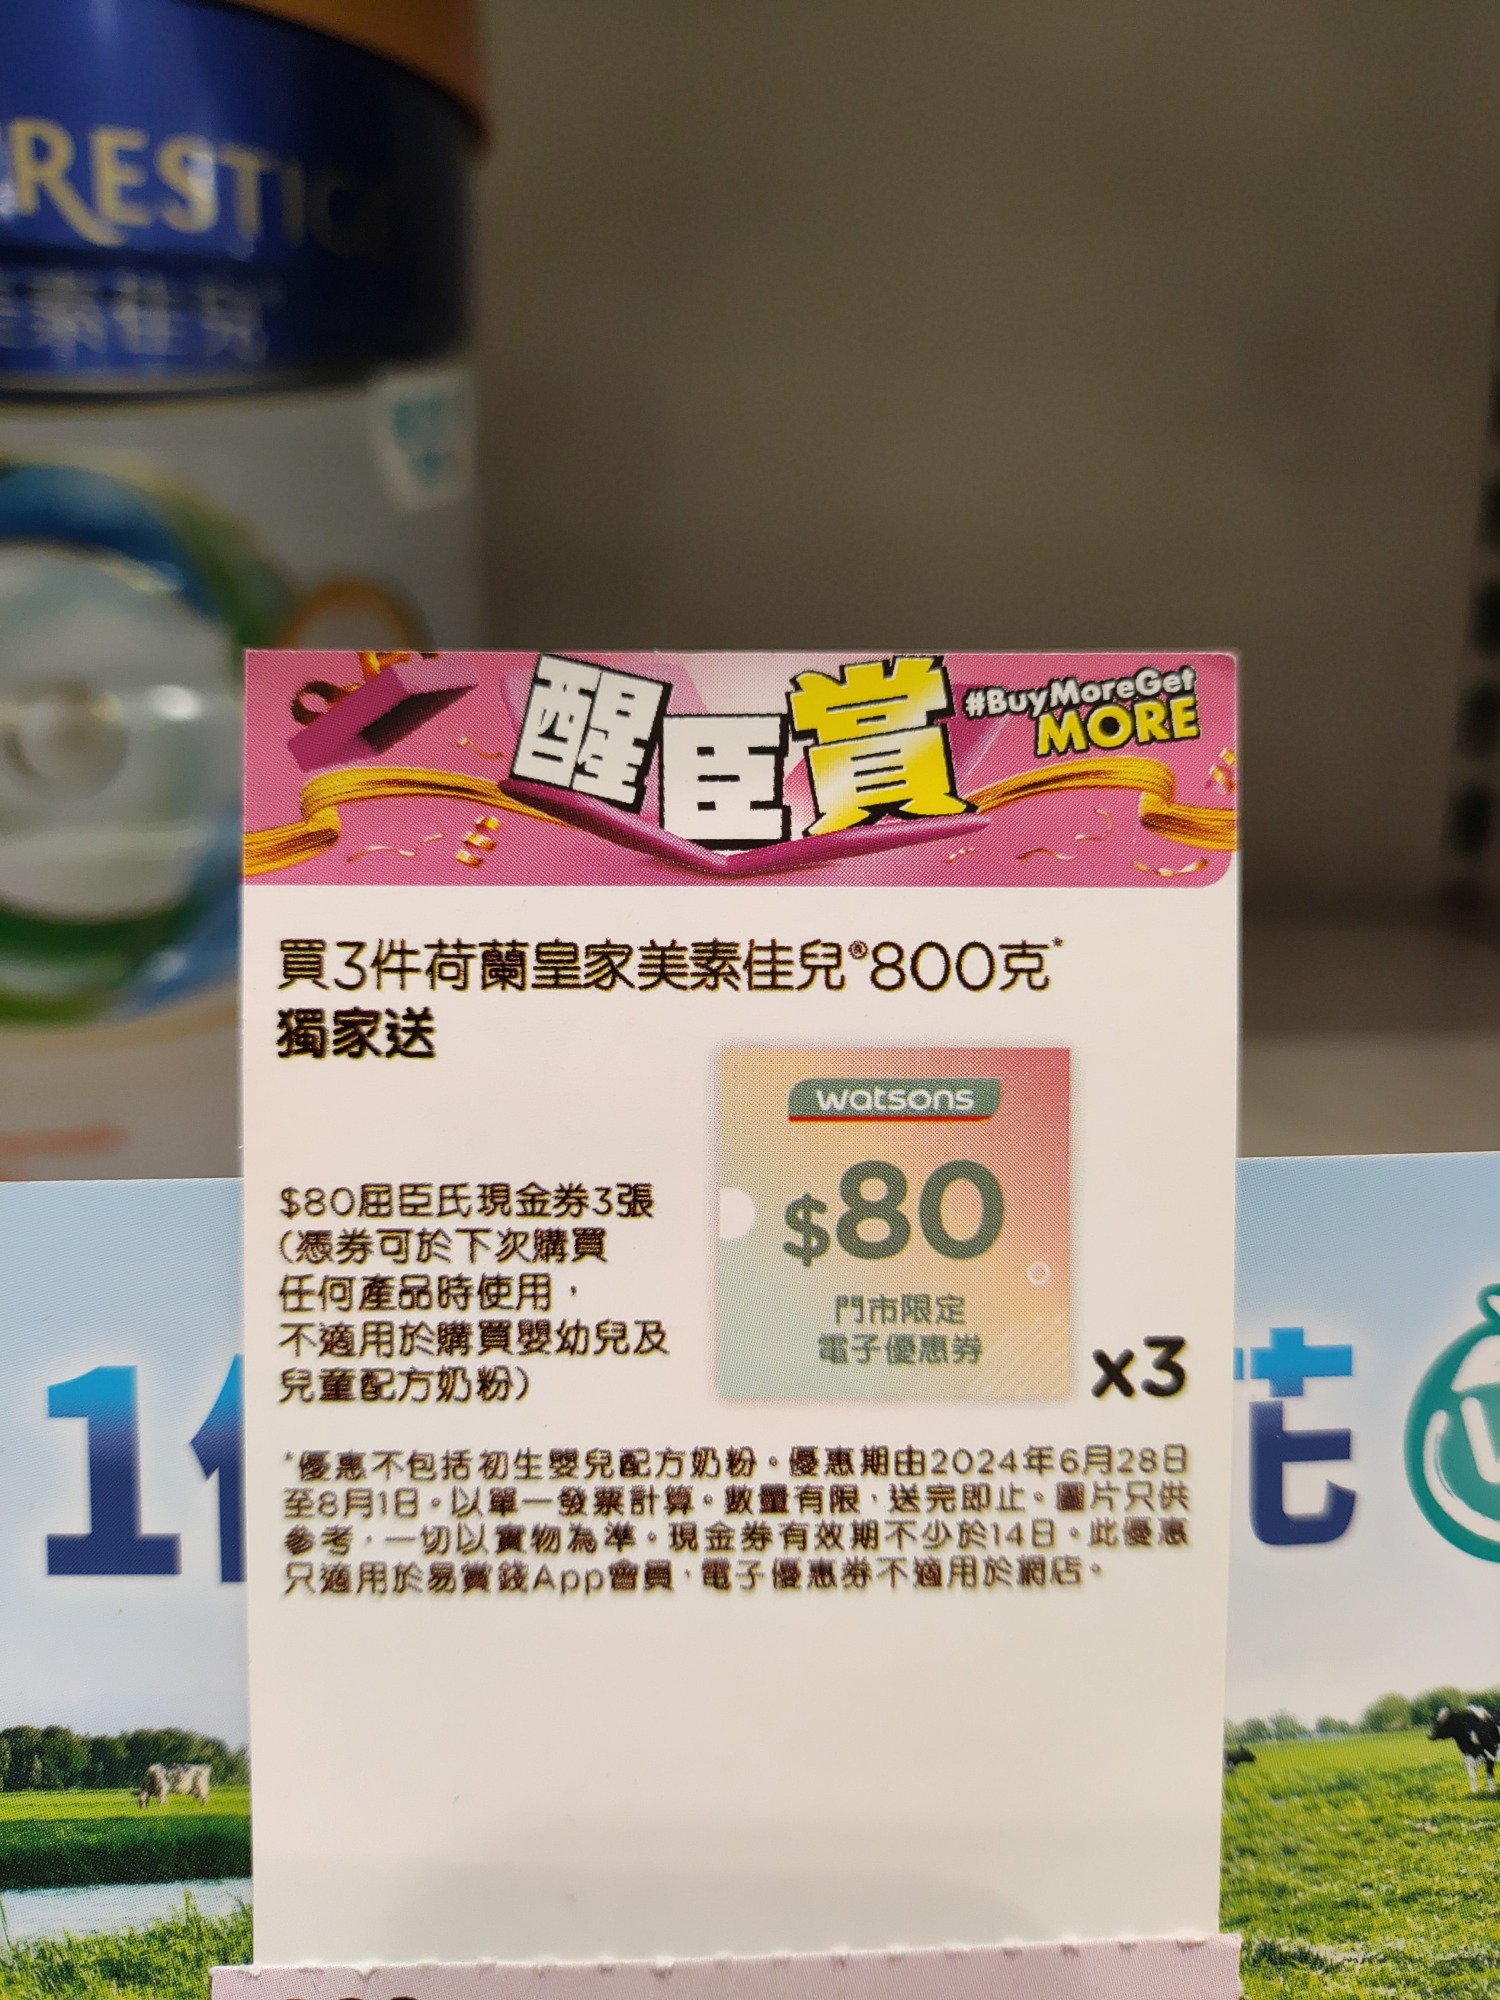 RESTIGE
素佳兒
醒臣賞
#BuyMoreGet
MORE
買3件荷蘭皇家美素佳兒®800克*
獨家送
$80屈臣氏現金券3張
(憑券可於下次購買
任何產品時使用，
不適用於購買嬰幼兒及
兒童配方奶粉)
watsons
$80
門市限定
電子優惠券
x3
*優惠不包括初生嬰兒配方奶粉。優惠期由2024年6月28日
至8月1日。以單一發票計算。數量有限，送完即止。圖片只供
參考，一切以實物為準。現金券有效期不少於14日。此優惠
只適用於易賞錢App會員，電子優惠券不適用於網店。
1
花